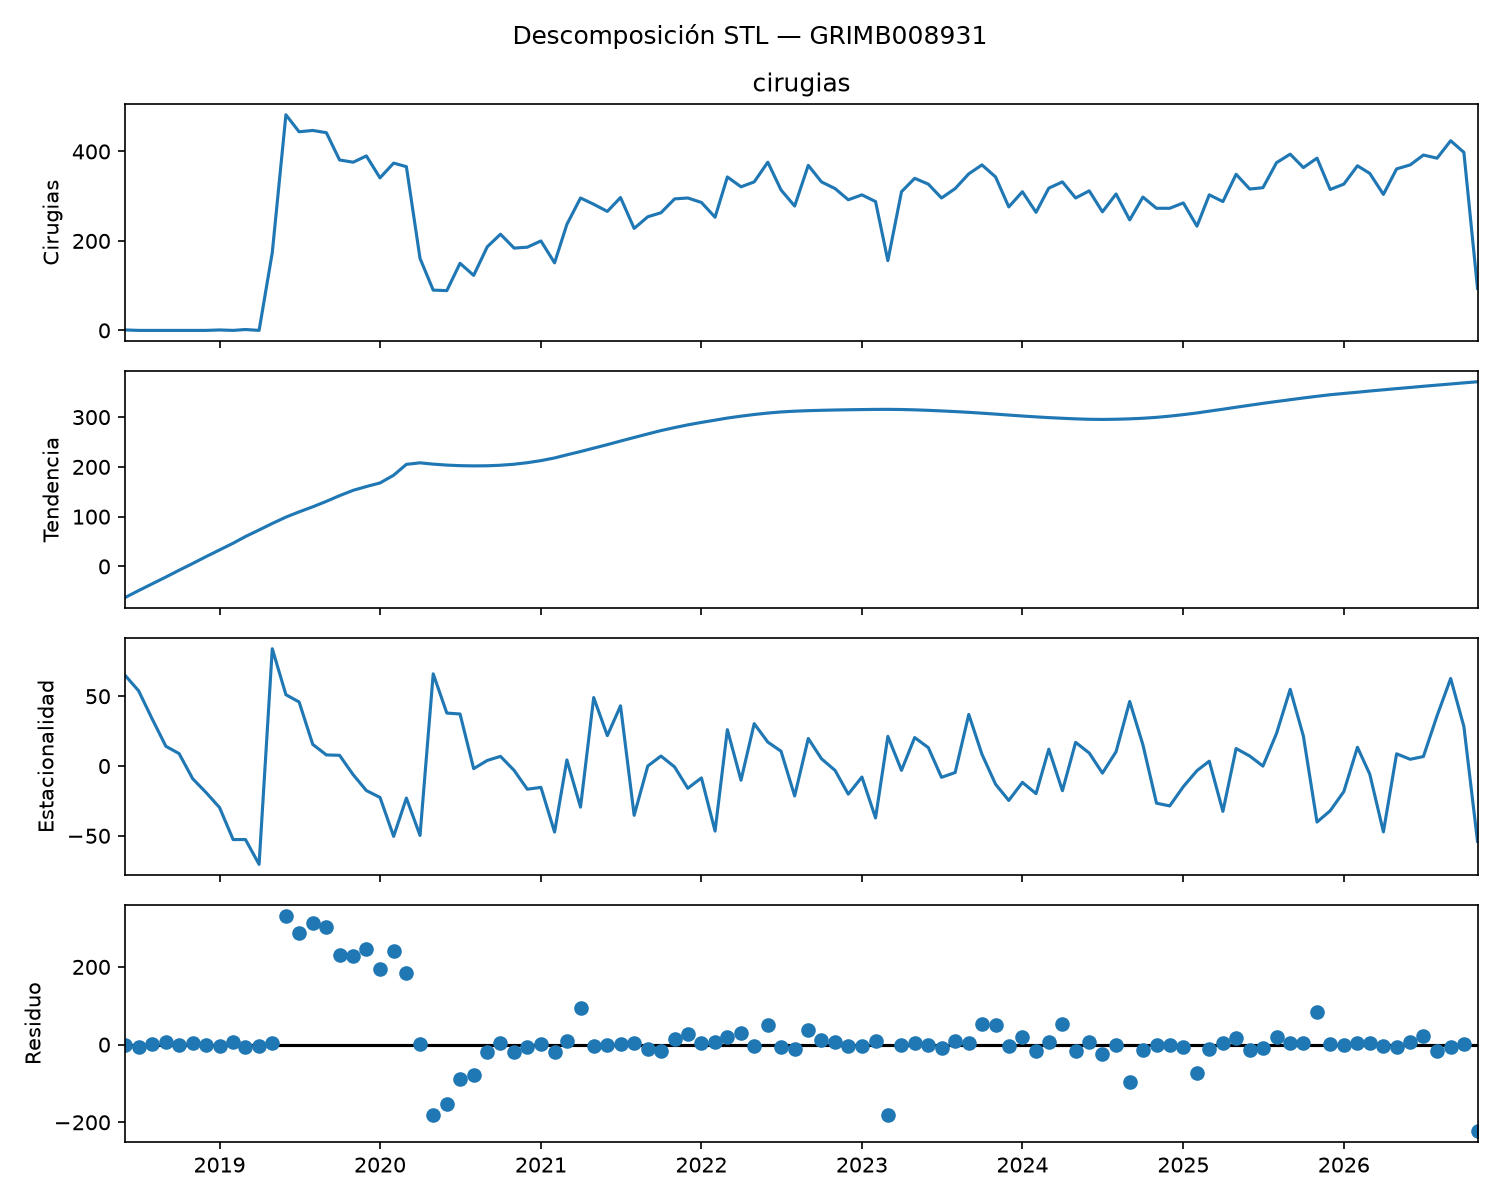 Descomposición STL — GRIMB008931
cirugias
Cirugias
400
200
0
Tendencia
300
200
100
0
Estacionalidad
50
0
−50
Residuo
200
0
−200
2019 2020 2021 2022 2023 2024 2025 2026